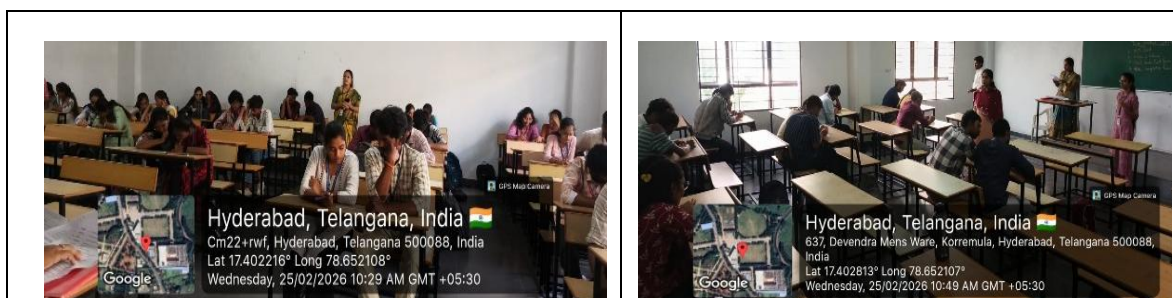 GPS Map Camera
Hyderabad, Telangana, India
Cm22+rwf, Hyderabad, Telangana 500088, India
Lat 17.402216° Long 78.652108°
Wednesday, 25/02/2026 10:29 AM GMT +05:30
Google
GPS Map Camera
Hyderabad, Telangana, India
637, Devendra Mens Ware, Korremula, Hyderabad, Telangana 500088,
India
Lat 17.402813° Long 78.652107°
Wednesday, 25/02/2026 10:49 AM GMT +05:30
Google